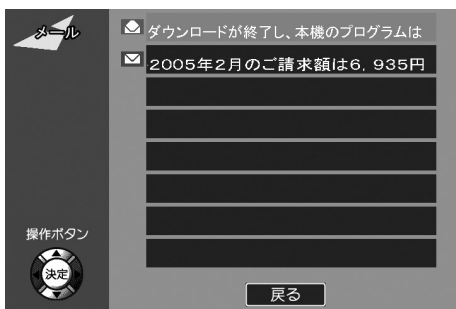 メール
ダウンロードが終了し、本機のプログラムは
2005年2月のご請求額は6，935円
操作ボタン
決定
戻る